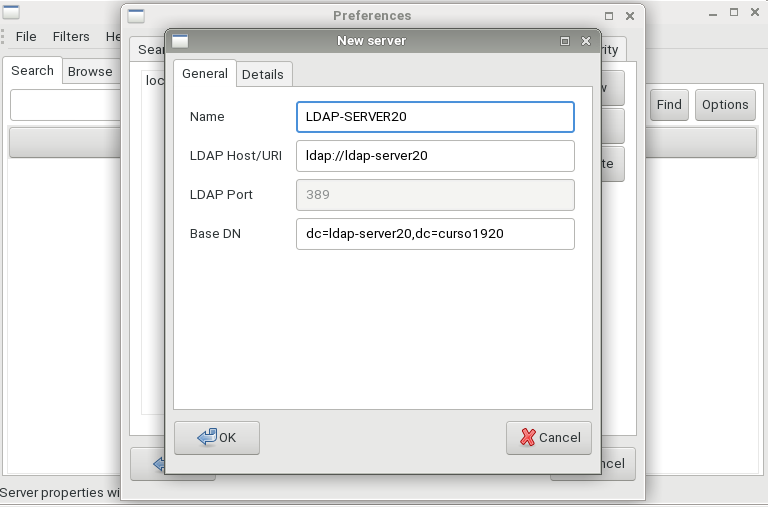 Preferences
New server
File Filters He
Sear
rity
Search Browse
General Details
loc
w
Name LDAP-SERVER20
Find Options
LDAP Host/URI ldap://ldap-server20
te
LDAP Port 389
Base DN dc=ldap-server20,dc=curso1920
OK Cancel
ncel
Server properties wi